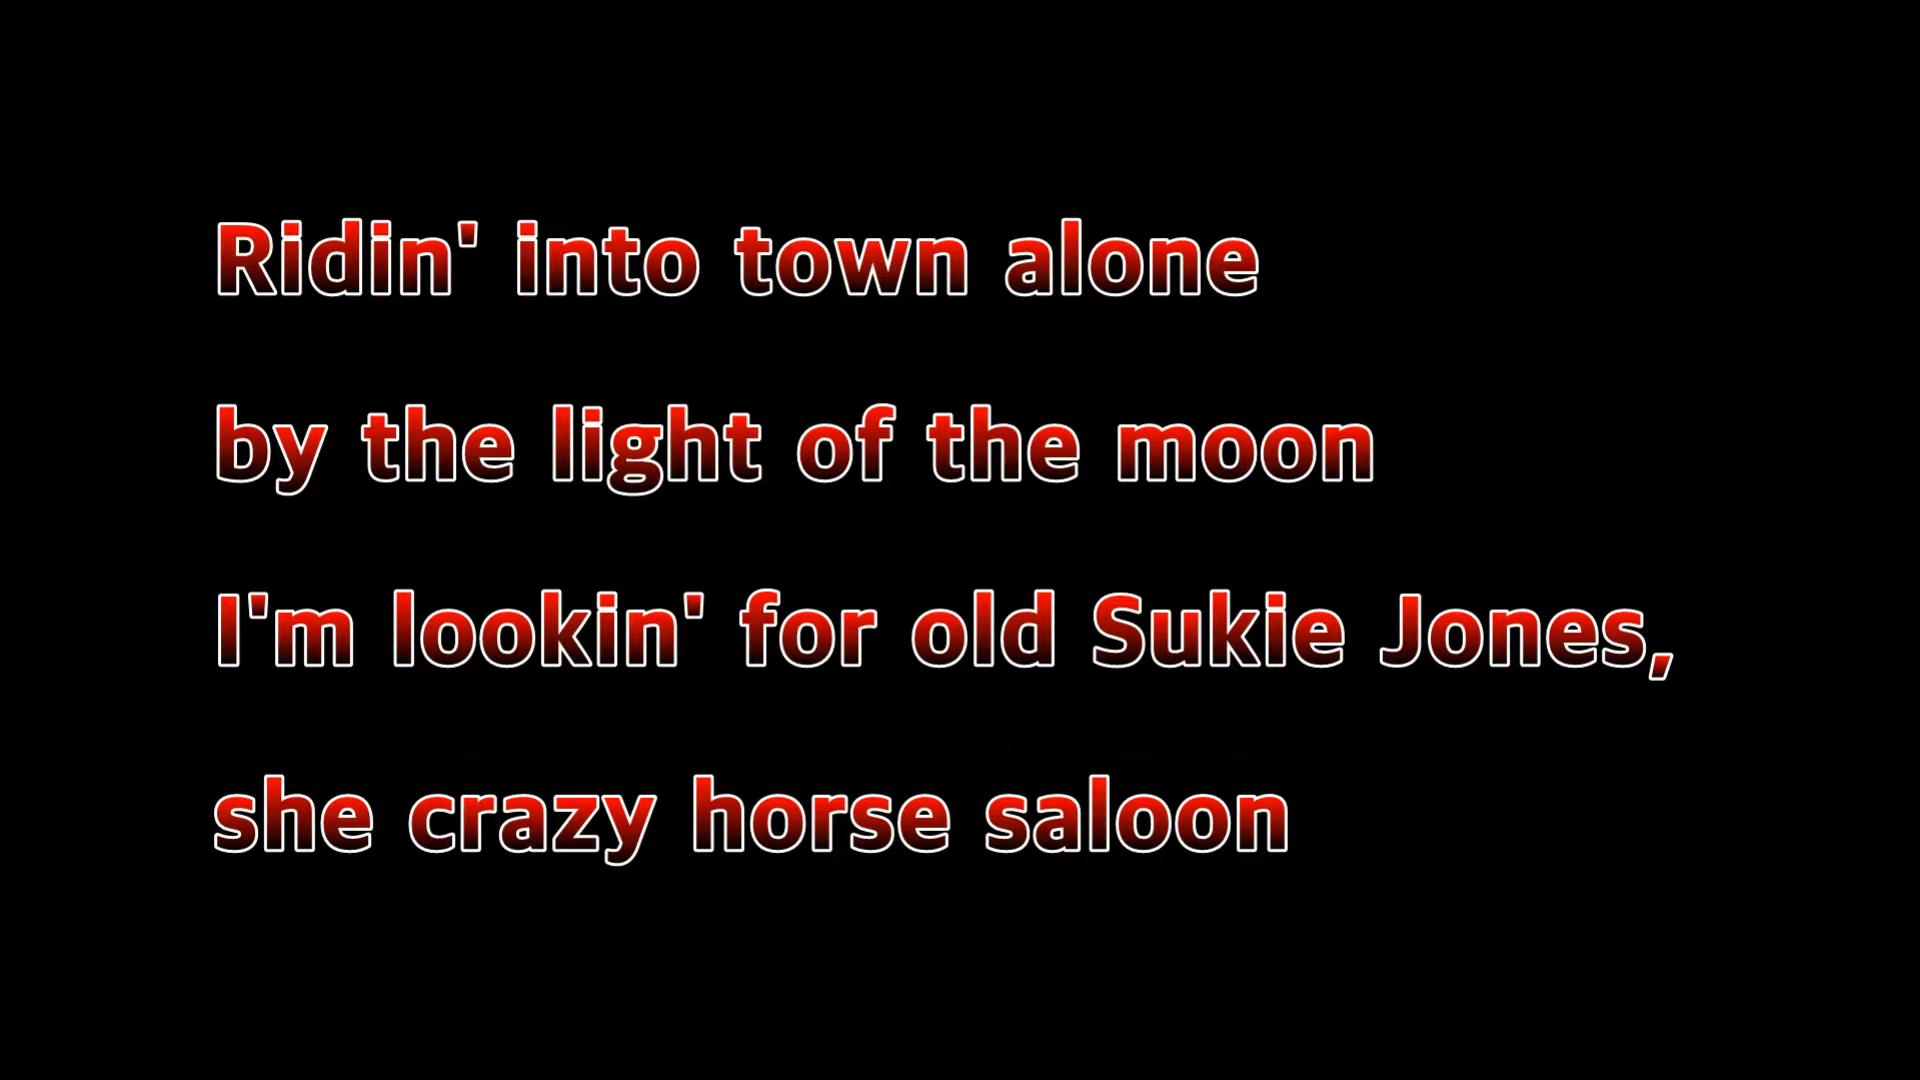 Ridin' into town alone
by the light of the moon
I'm lookin' for old Sukie Jones,
she crazy horse saloon